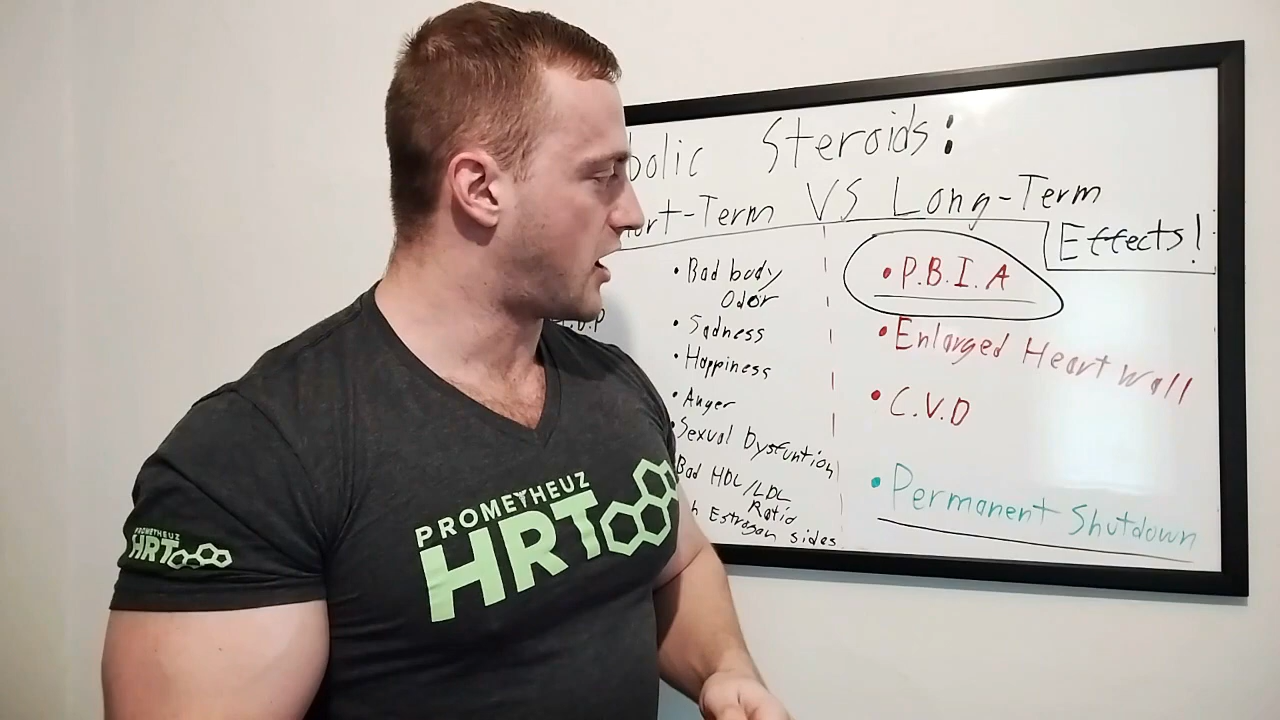 bolic Steroids:
ort-Term VS Long-Term
Effects!
• Bad body
Odor
• Sadness
• Happiness
• Anger
• Sexual Dysfuntion
Bad HDL/LDL
Ratio
h Estrogan sides
• P.B.I.A
• Enlarged Heart wall
• C.V.D
• Permanent Shutdown
PROMETHEUZ
HRT
PROMETHEUZ
HRT